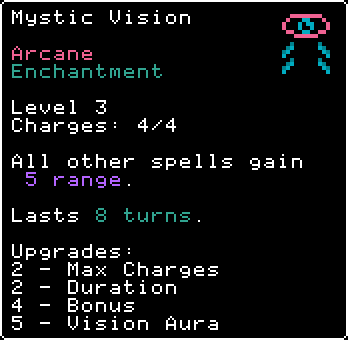 Mystic Vision
Arcane
Enchantment
Level 3
Charges: 4/4
All other spells gain
5 range.
Lasts 8 turns.
Upgrades:
2 - Max Charges
2 - Duration
4 - Bonus
5 - Vision Aura